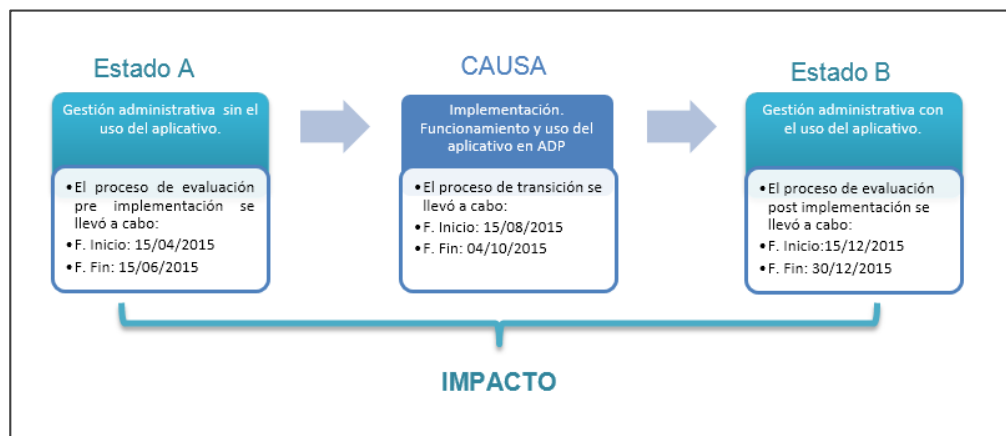 Estado A
Gestión administrativa sin el
uso del aplicativo.
•El proceso de evaluación
pre implementación se
llevó a cabo:
•F. Inicio: 15/04/2015
•F. Fin: 15/06/2015
CAUSA
Implementación.
Funcionamiento y uso del
aplicativo en ADP
•El proceso de transición se
llevó a cabo:
•F. Inicio: 15/08/2015
•F. Fin: 04/10/2015
Estado B
Gestión administrativa con
el uso del aplicativo.
•El proceso de evaluación
post implementación se
llevó a cabo:
•F. Inicio:15/12/2015
•F. Fin: 30/12/2015
IMPACTO